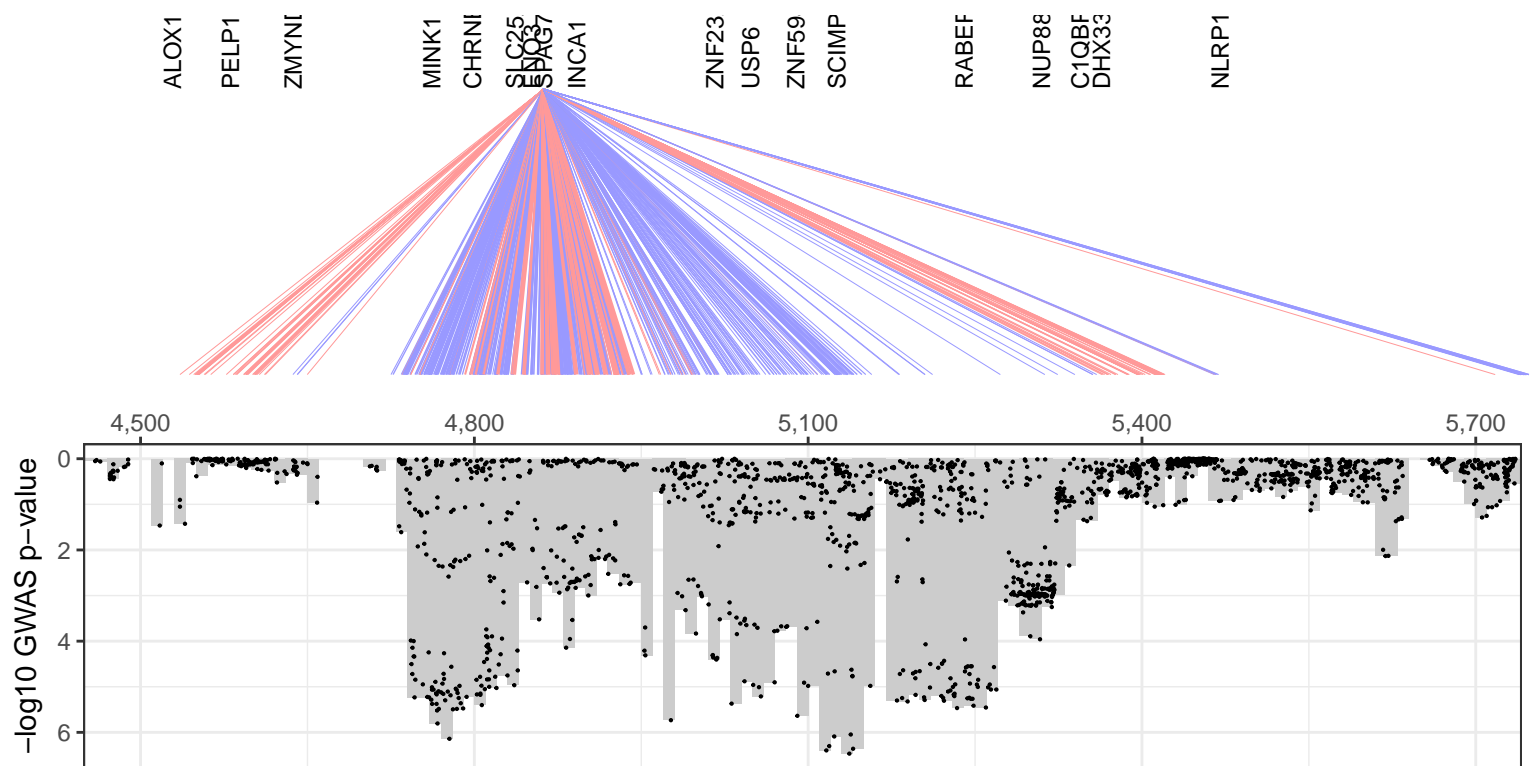 ALOX1
PELP1
ZMYNI
MINK1
CHRNI
SLC25
ENO3
SPAG7
INCA1
ZNF23
USP6
ZNF59
SCIMP
RABEF
NUP88
C1QBF
DHX33
NLRP1
4,500 4,800 5,100 5,400 5,700
0
2
4
6
−log10 GWAS p−value